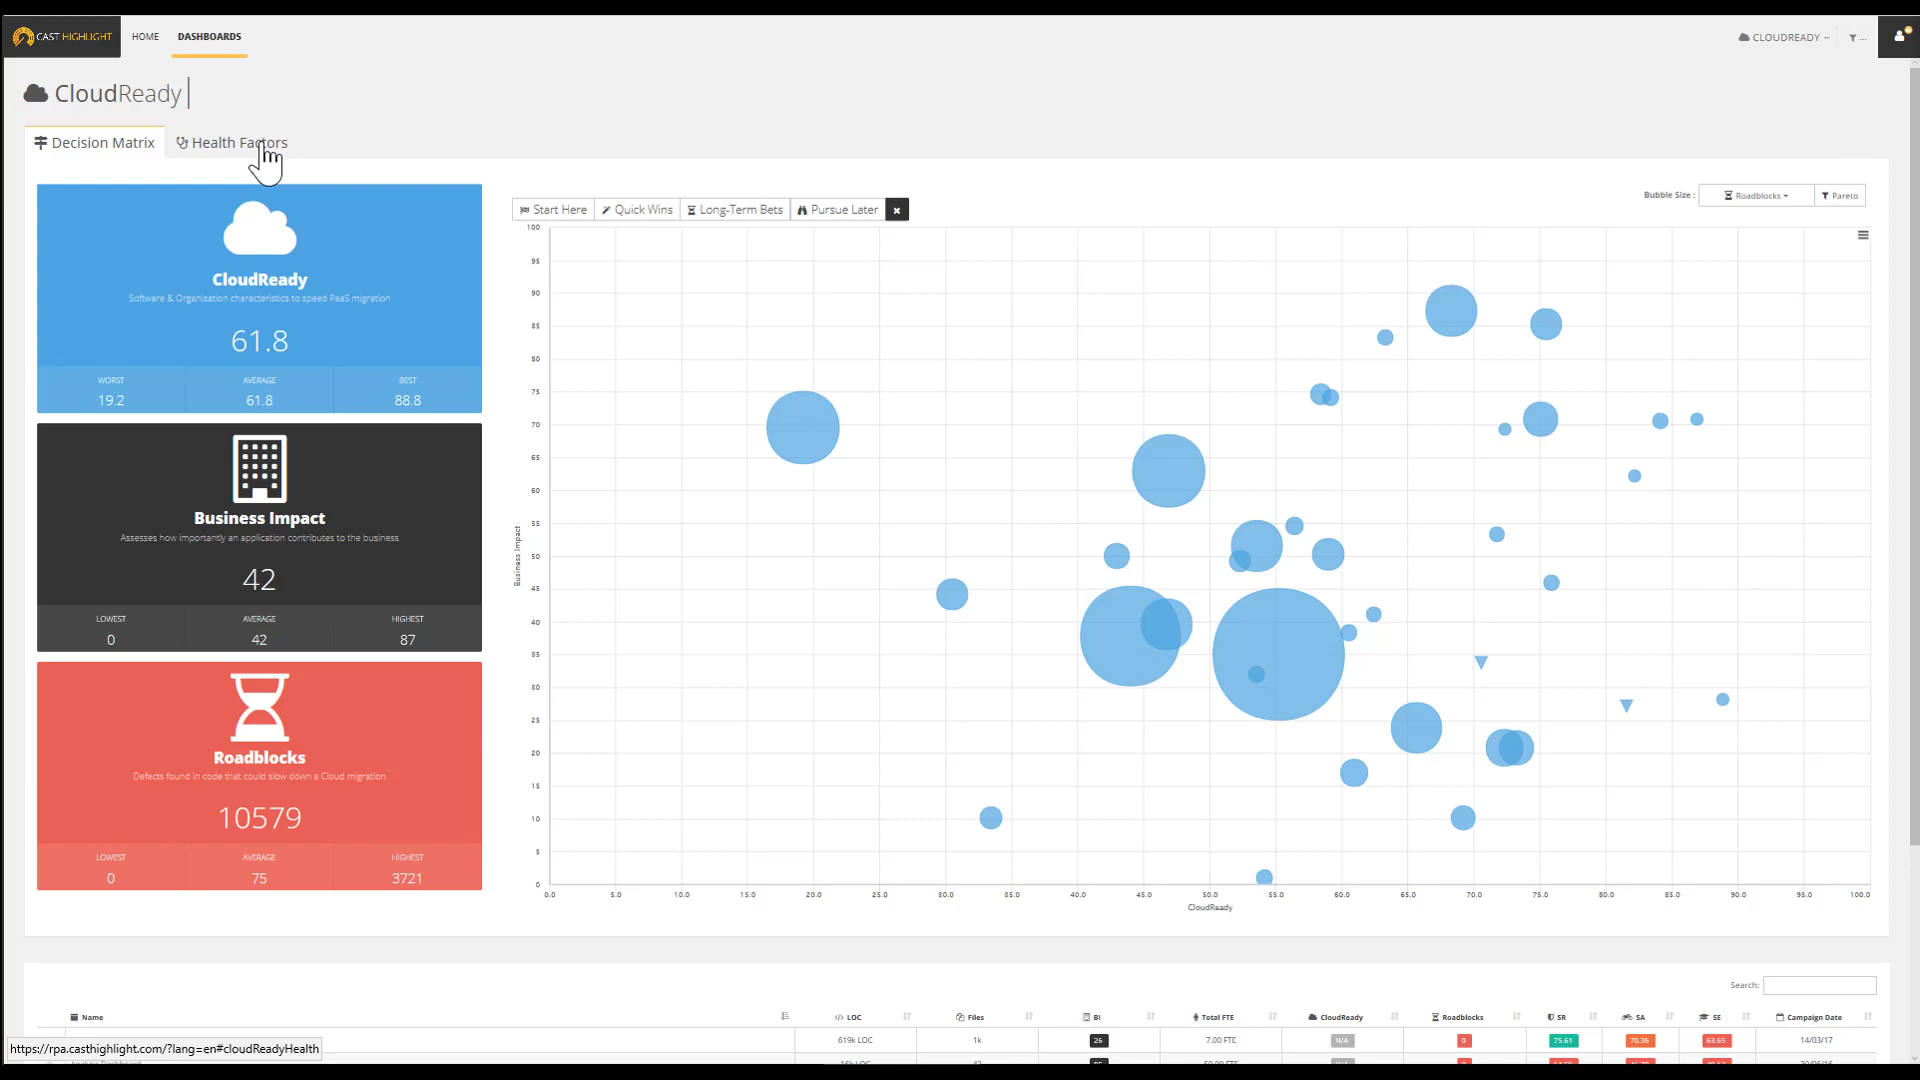 CAST HIGHLIGHT HOME DASHBOARDS CLOUDREADY
CloudReady
Decision Matrix Health Factors
CloudReady
Software & Organization characteristics to speed PaaS migration
61.8
WORST AVERAGE BEST
19.2 61.8 88.8
Business Impact
Assesses how importantly an application contributes to the business
42
LOWEST AVERAGE HIGHEST
0 42 87
Roadblocks
Defects found in code that could slow down a Cloud migration
10579
LOWEST AVERAGE HIGHEST
0 75 3721
Start Here Quick Wins Long-Term Bets Pursue Later
Bubble Size : Roadblocks Pareto
100
95
90
85
80
75
70
65
60
55
50
45
40
35
30
25
20
15
10
5
0
Business Impact
0.0 5.0 10.0 15.0 20.0 25.0 30.0 35.0 40.0 45.0 50.0 55.0 60.0 65.0 70.0 75.0 80.0 85.0 90.0 95.0 100.0
CloudReady
Search:
Name LOC Files BI Total FTE CloudReady Roadblocks SR SA SE Campaign Date
619k LOC 1k 26 7.00 FTE N/A 0 75.61 70.36 63.65 14/03/17
https://rpa.casthighlight.com/?lang=en#cloudReadyHealth